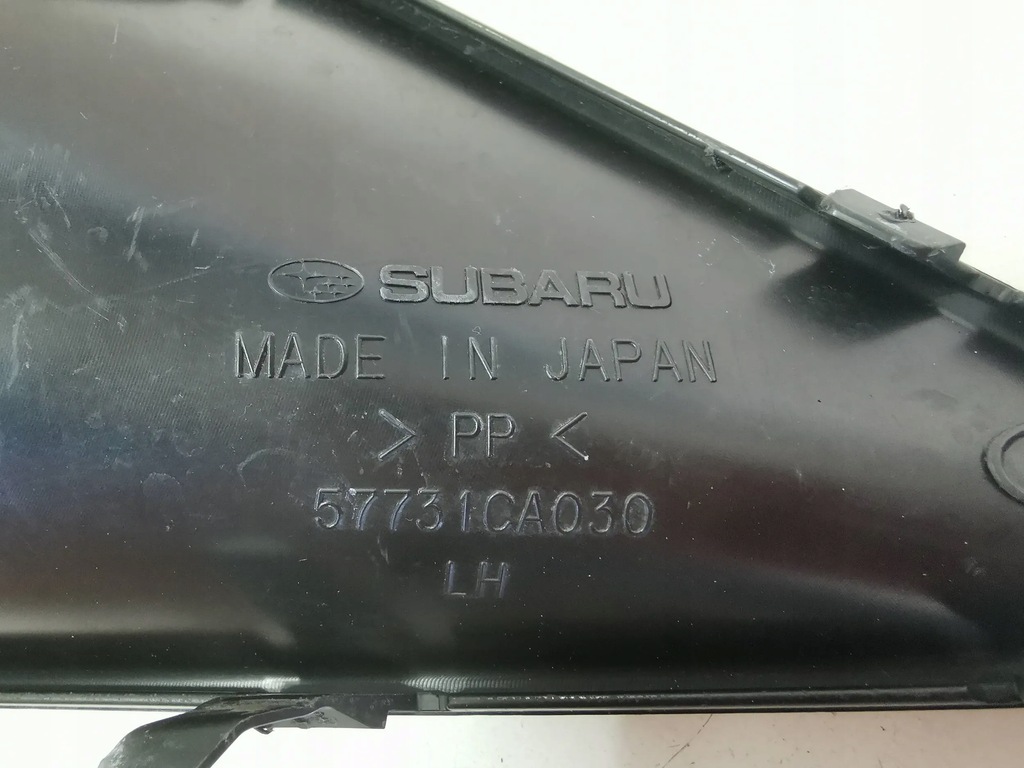 SUBARU
MADE IN JAPAN
> PP <
57731CA030
LH